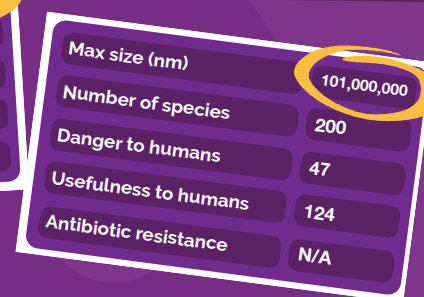 Max size (nm) 101,000,000
Number of species 200
Danger to humans 47
Usefulness to humans 124
Antibiotic resistance N/A